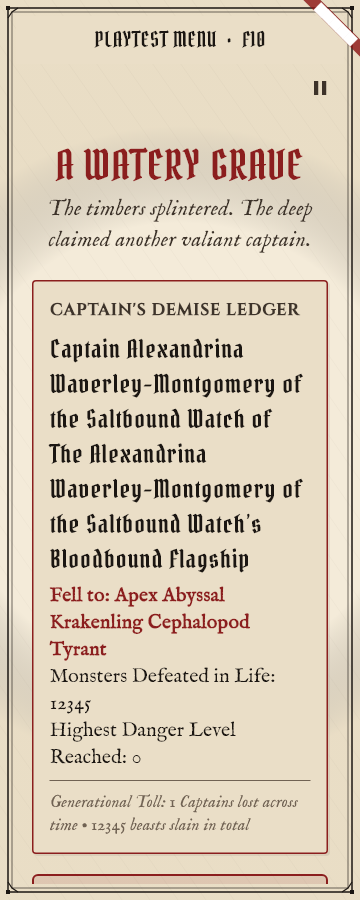 PLAYTEST MENU · F10
A WATERY GRAVE
The timbers splintered. The deep
claimed another valiant captain.
CAPTAIN'S DEMISE LEDGER
Captain Alexandrina
Waverley-Montgomery of
the Saltbound Watch of
The Alexandrina
Waverley-Montgomery of
the Saltbound Watch's
Bloodbound Flagship
Fell to: Apex Abyssal
Krakenling Cephalopod
Tyrant
Monsters Defeated in Life:
12345
Highest Danger Level
Reached: 0
Generational Toll: 1 Captains lost across
time • 12345 beasts slain in total